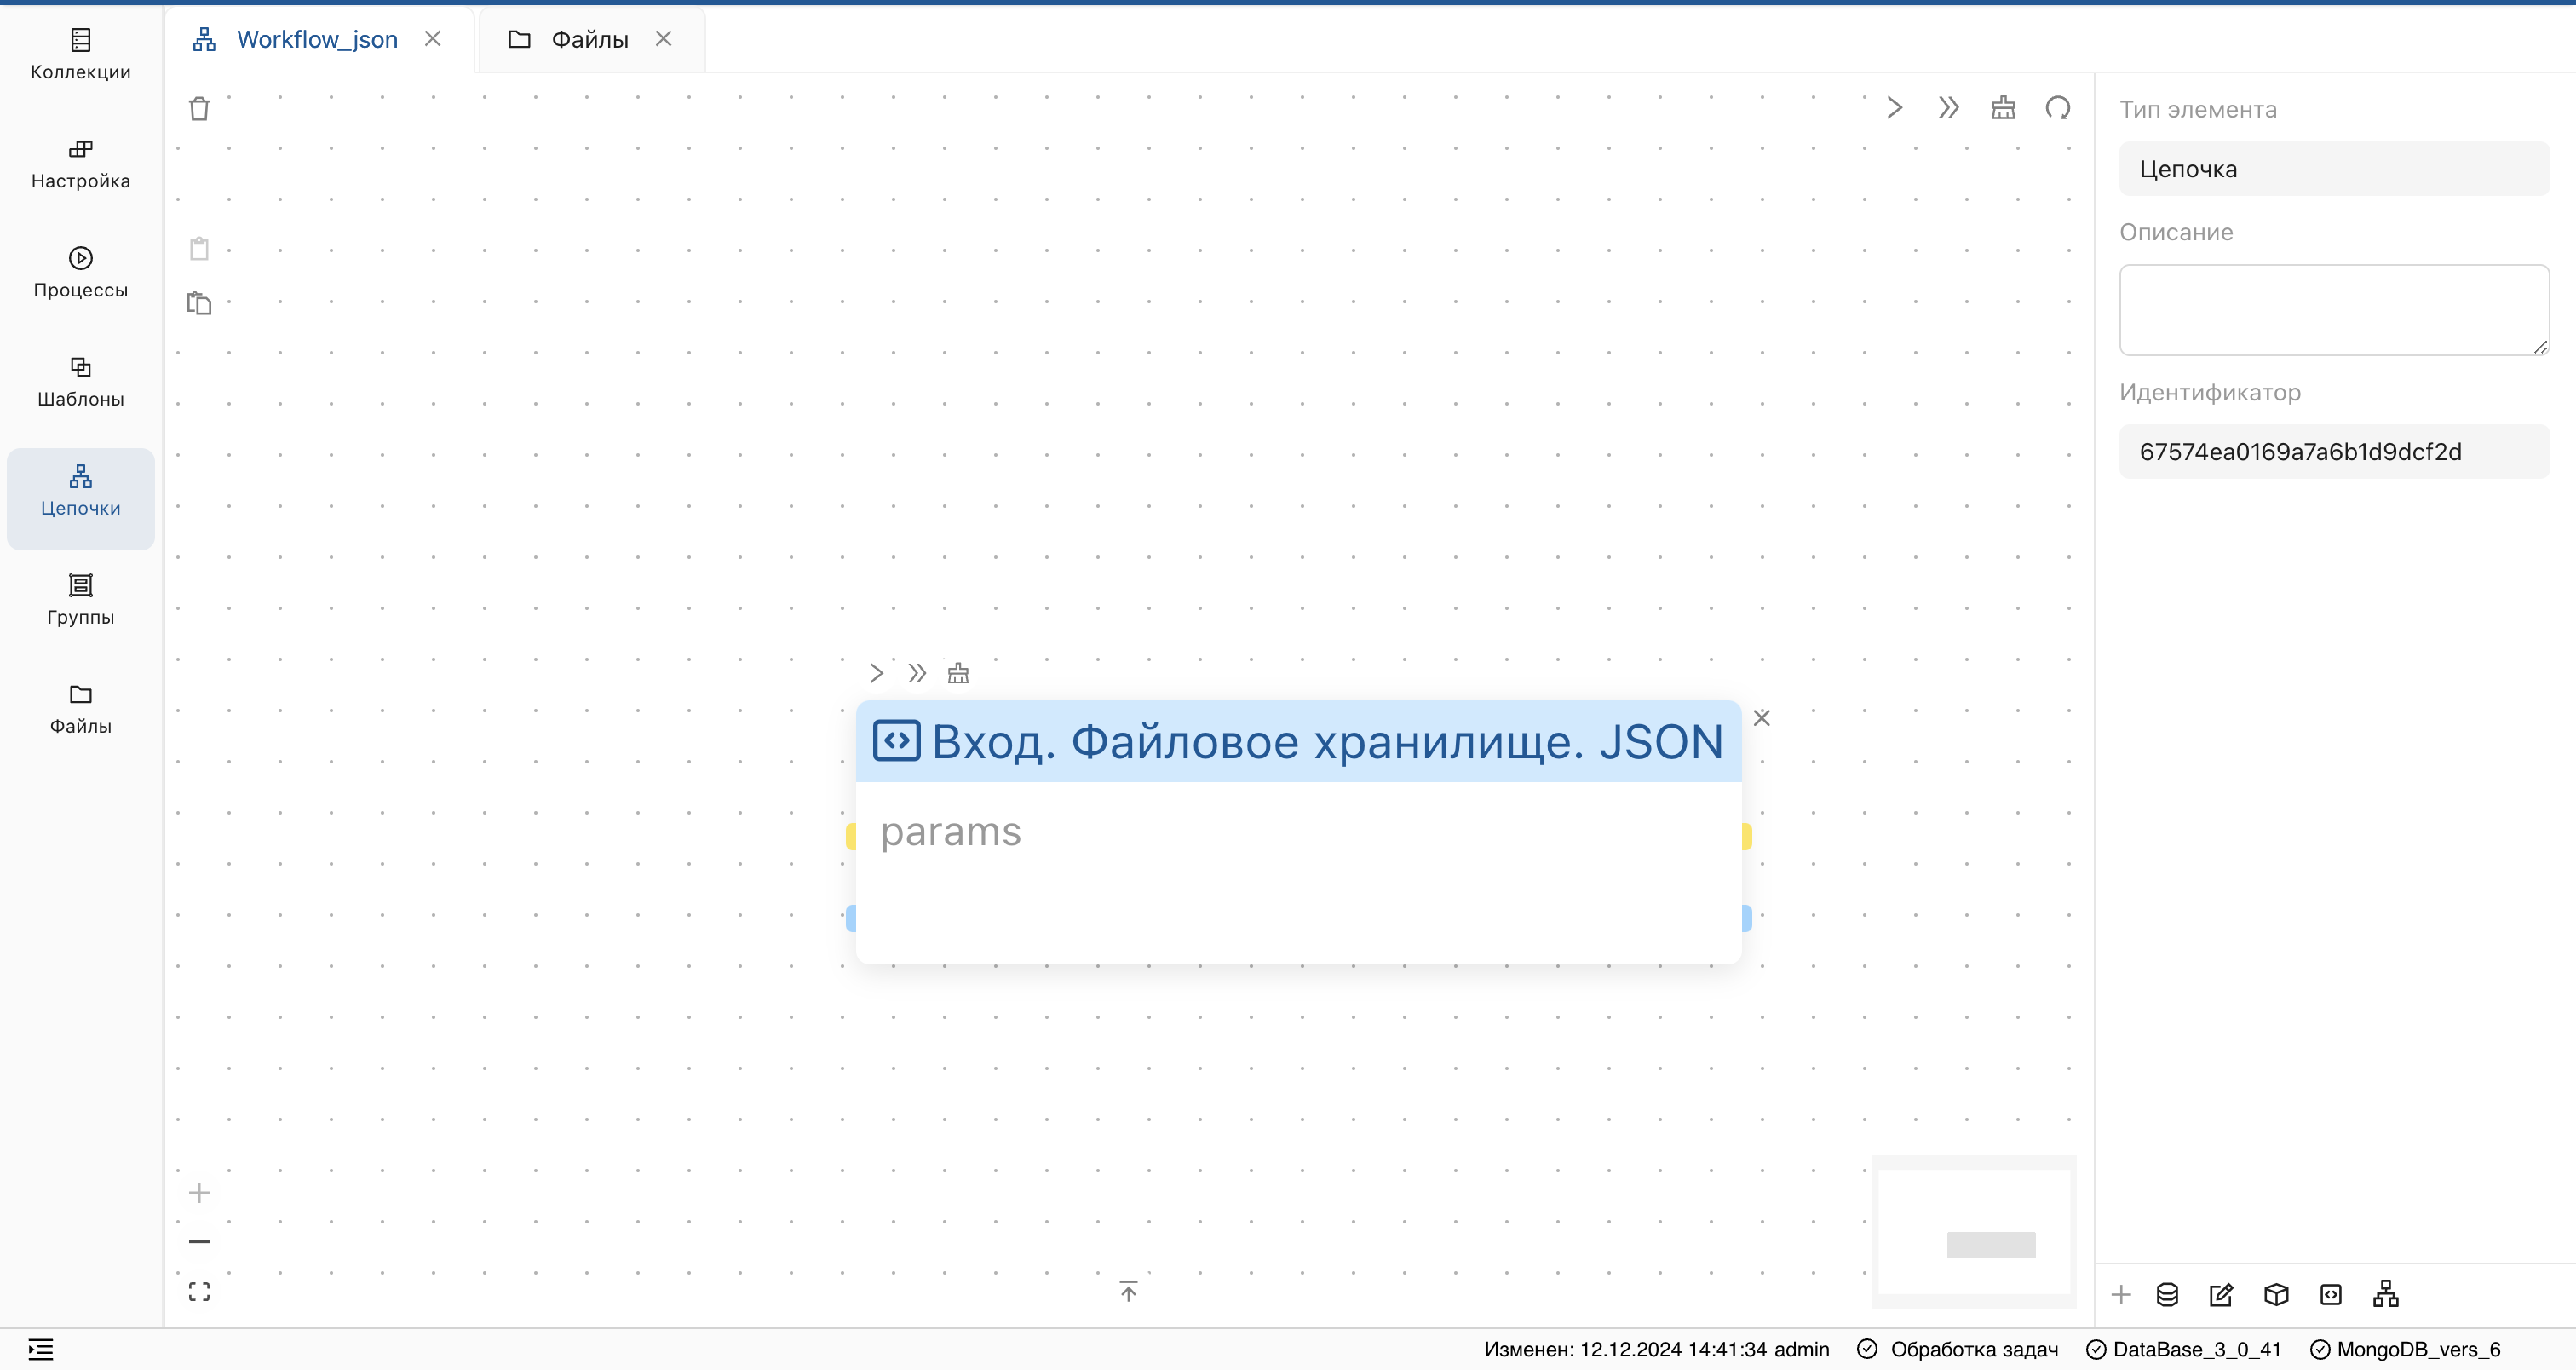 Workflow_json
Файлы
Коллекции
Настройка
Процессы
Шаблоны
Цепочки
Группы
Файлы
Вход. Файловое хранилище. JSON
params
Тип элемента
Цепочка
Описание
Идентификатор
67574ea0169a7a6b1d9dcf2d
Изменен: 12.12.2024 14:41:34 admin
Обработка задач
DataBase_3_0_41
MongoDB_vers_6